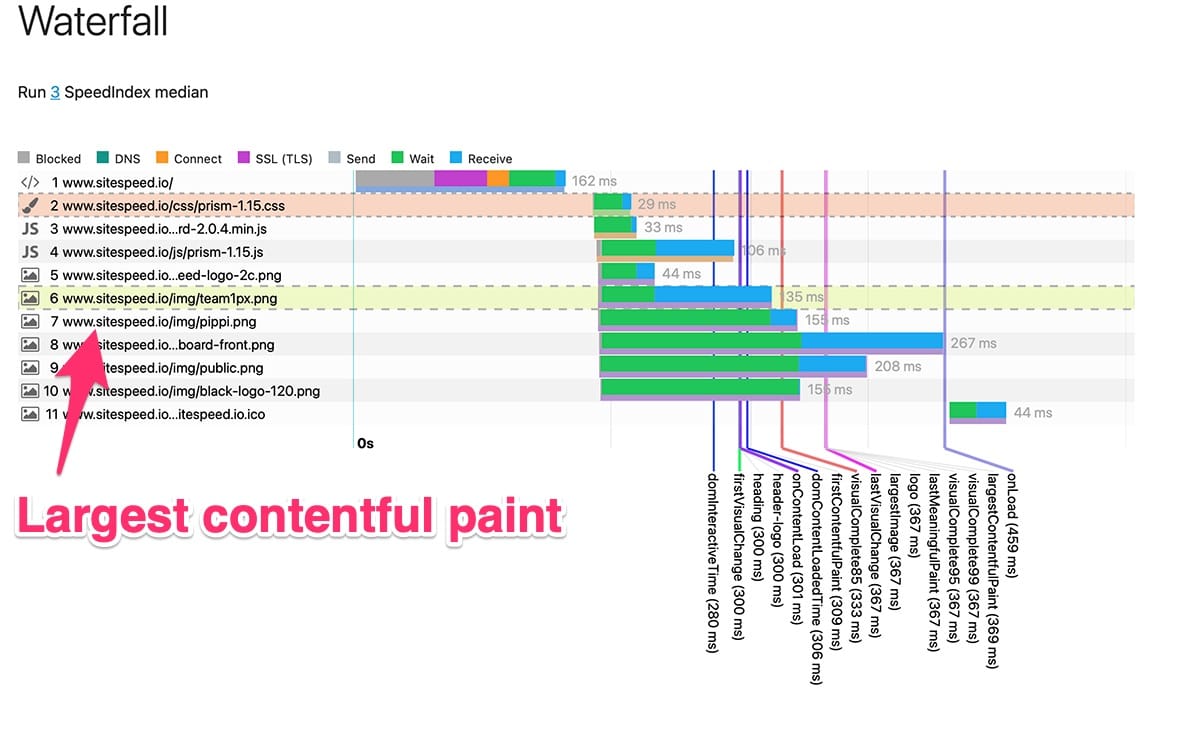 Waterfall
Run 3 SpeedIndex median
Blocked DNS Connect SSL (TLS) Send Wait Receive
</> 1 www.sitespeed.io/ 162 ms
2 www.sitespeed.io/css/prism-1.15.css 29 ms
JS 3 www.sitespeed.io...rd-2.0.4.min.js 33 ms
JS 4 www.sitespeed.io/js/prism-1.15.js 106 ms
5 www.sitespeed.io...eed-logo-2c.png 44 ms
6 www.sitespeed.io/img/team1px.png 135 ms
7 www.sitespeed.io/img/pippi.png 155 ms
8 www.sitespeed.io...board-front.png 267 ms
9 www.sitespeed.io/img/public.png 208 ms
10 www.sitespeed.io/img/black-logo-120.png 155 ms
11 www.sitespeed.io...itespeed.io.ico 44 ms
0s
Largest contentful paint
domInteractiveTime (280 ms)
firstVisualChange (300 ms)
heading (300 ms)
header-logo (300 ms)
onContentLoad (301 ms)
domContentLoadedTime (306 ms)
firstContentfulPaint (309 ms)
visualComplete85 (333 ms)
lastVisualChange (367 ms)
largestImage (367 ms)
logo (367 ms)
lastMeaningfulPaint (367 ms)
visualComplete95 (367 ms)
visualComplete99 (367 ms)
largestContentfulPaint (369 ms)
onLoad (459 ms)